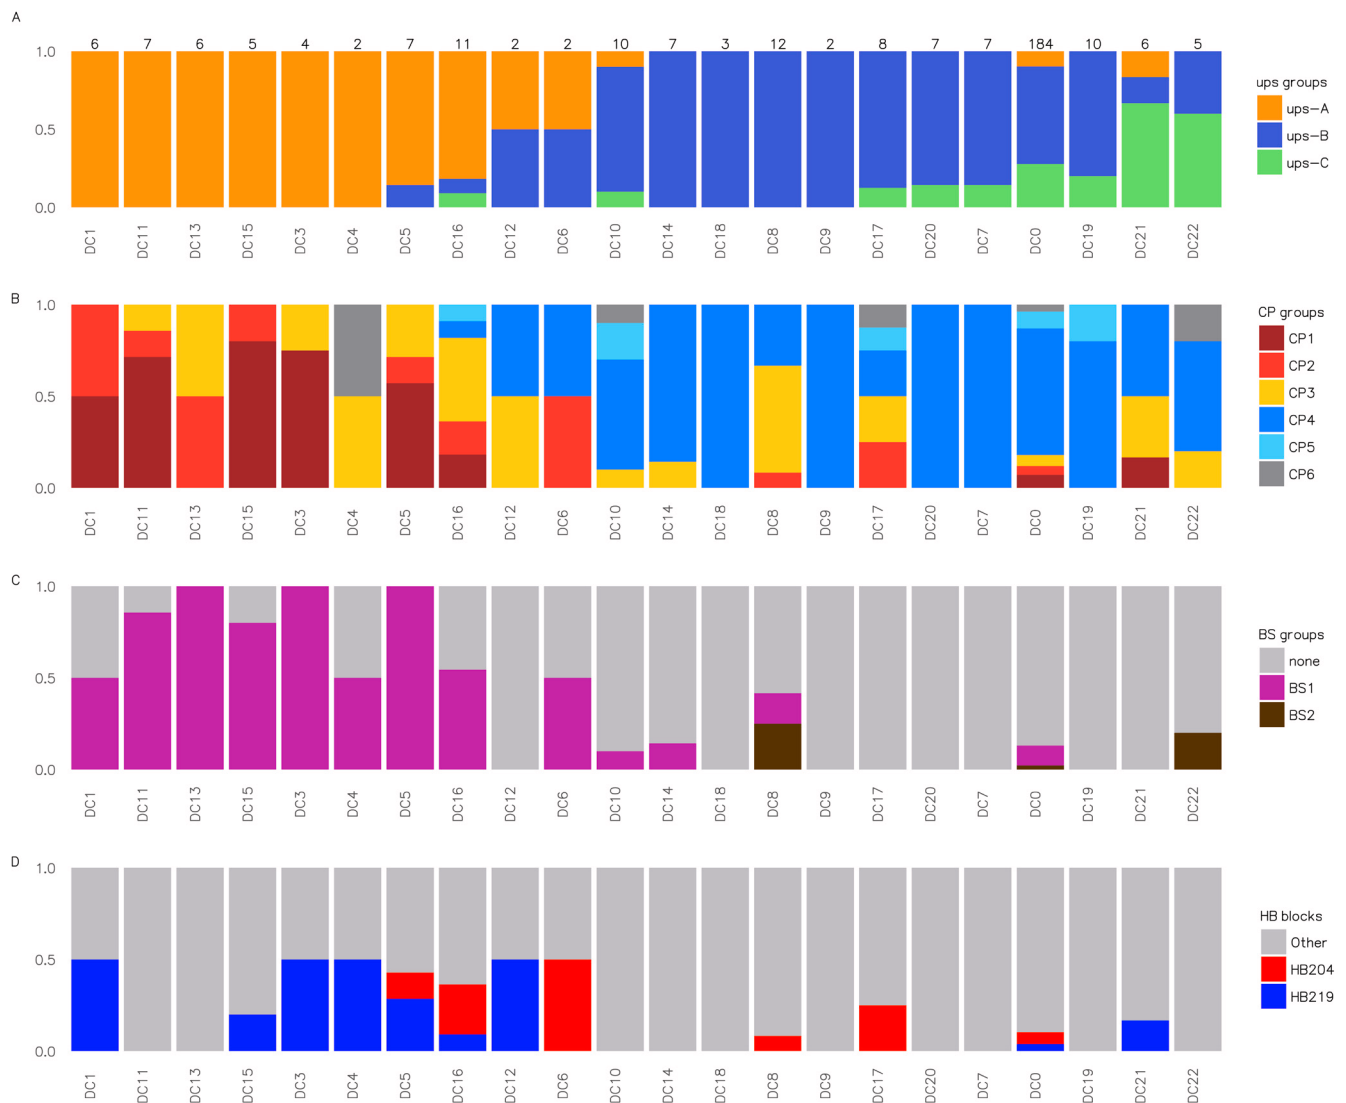 A
6 7 6 5 4 2 7 11 2 2 10 7 3 12 2 8 7 7 184 10 6 5
1.0
0.5
0.0
DC1 DC11 DC13 DC15 DC3 DC4 DC5 DC16 DC12 DC6 DC10 DC14 DC18 DC8 DC9 DC17 DC20 DC7 DC0 DC19 DC21 DC22
ups groups
ups-A
ups-B
ups-C
B
1.0
0.5
0.0
DC1 DC11 DC13 DC15 DC3 DC4 DC5 DC16 DC12 DC6 DC10 DC14 DC18 DC8 DC9 DC17 DC20 DC7 DC0 DC19 DC21 DC22
CP groups
CP1
CP2
CP3
CP4
CP5
CP6
C
1.0
0.5
0.0
DC1 DC11 DC13 DC15 DC3 DC4 DC5 DC16 DC12 DC6 DC10 DC14 DC18 DC8 DC9 DC17 DC20 DC7 DC0 DC19 DC21 DC22
BS groups
none
BS1
BS2
D
1.0
0.5
0.0
DC1 DC11 DC13 DC15 DC3 DC4 DC5 DC16 DC12 DC6 DC10 DC14 DC18 DC8 DC9 DC17 DC20 DC7 DC0 DC19 DC21 DC22
HB blocks
Other
HB204
HB219